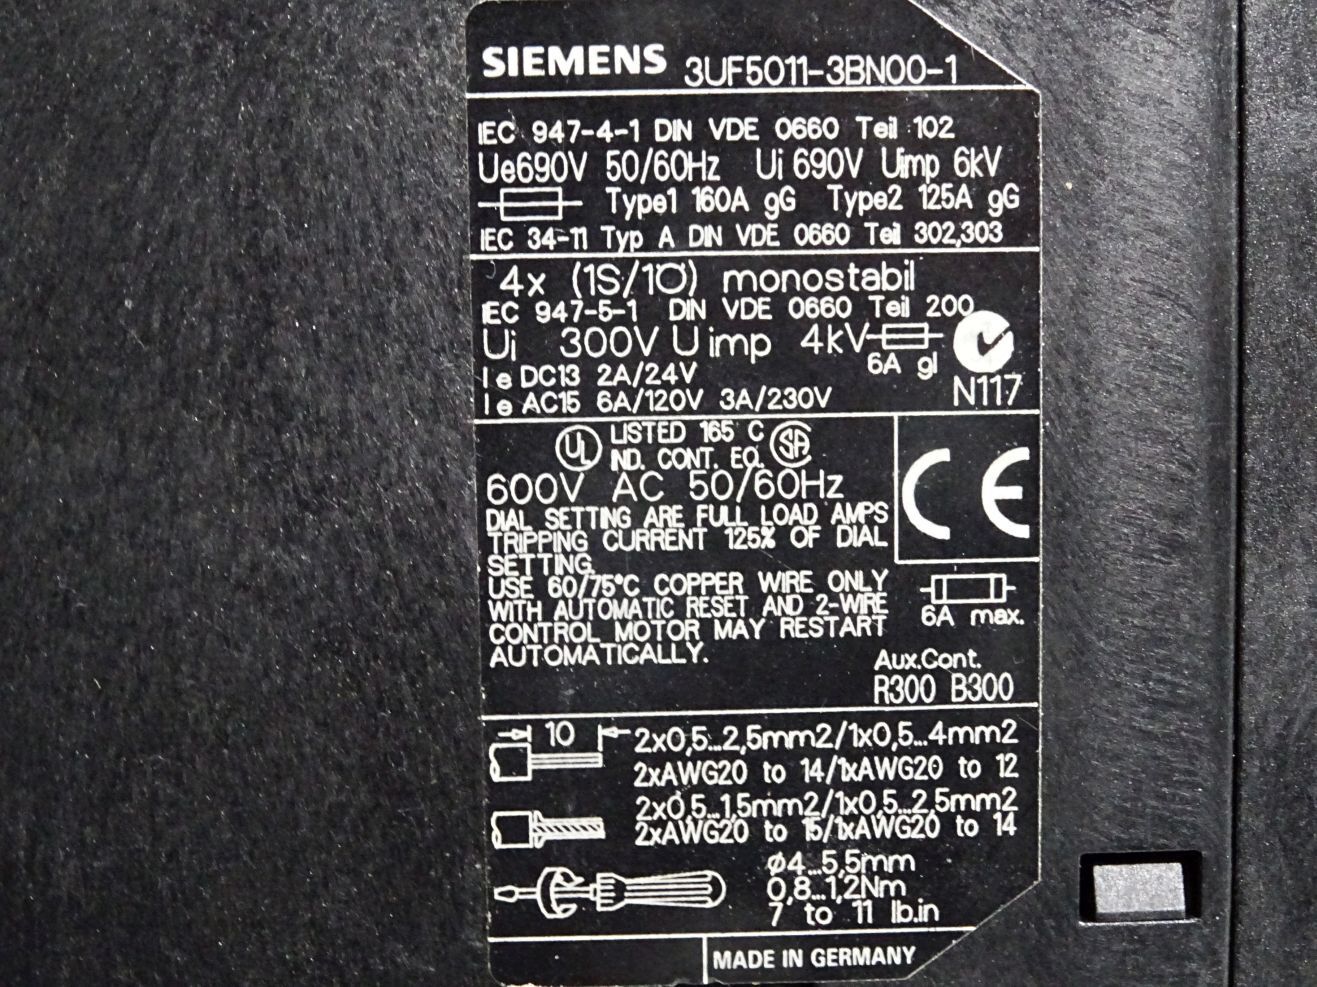 SIEMENS 3UF5011-3BN00-1
IEC 947-4-1 DIN VDE 0660 Teil 102
Ue690V 50/60Hz Ui 690V Uimp 6kV
Type1 160A gG Type2 125A gG
IEC 34-11 Typ A DIN VDE 0660 Teil 302,303
4x (1S/1Ö) monostabil
IEC 947-5-1 DIN VDE 0660 Teil 200
Ui 300V Uimp 4kV
6A gl
Ie DC13 2A/24V
Ie AC15 6A/120V 3A/230V
N117
UL LISTED 165 C SA
IND. CONT. EQ.
600V AC 50/60Hz
CE
DIAL SETTING ARE FULL LOAD AMPS
TRIPPING CURRENT 125% OF DIAL
SETTING.
USE 60/75°C COPPER WIRE ONLY
WITH AUTOMATIC RESET AND 2-WIRE
CONTROL MOTOR MAY RESTART
AUTOMATICALLY.
6A max.
Aux.Cont.
R300 B300
10 2x0,5...2,5mm2/1x0,5...4mm2
2xAWG20 to 14/1xAWG20 to 12
2x0,5...1,5mm2/1x0,5...2,5mm2
2xAWG20 to 15/1xAWG20 to 14
ø4...5,5mm
0,8...1,2Nm
7 to 11 lb.in
MADE IN GERMANY